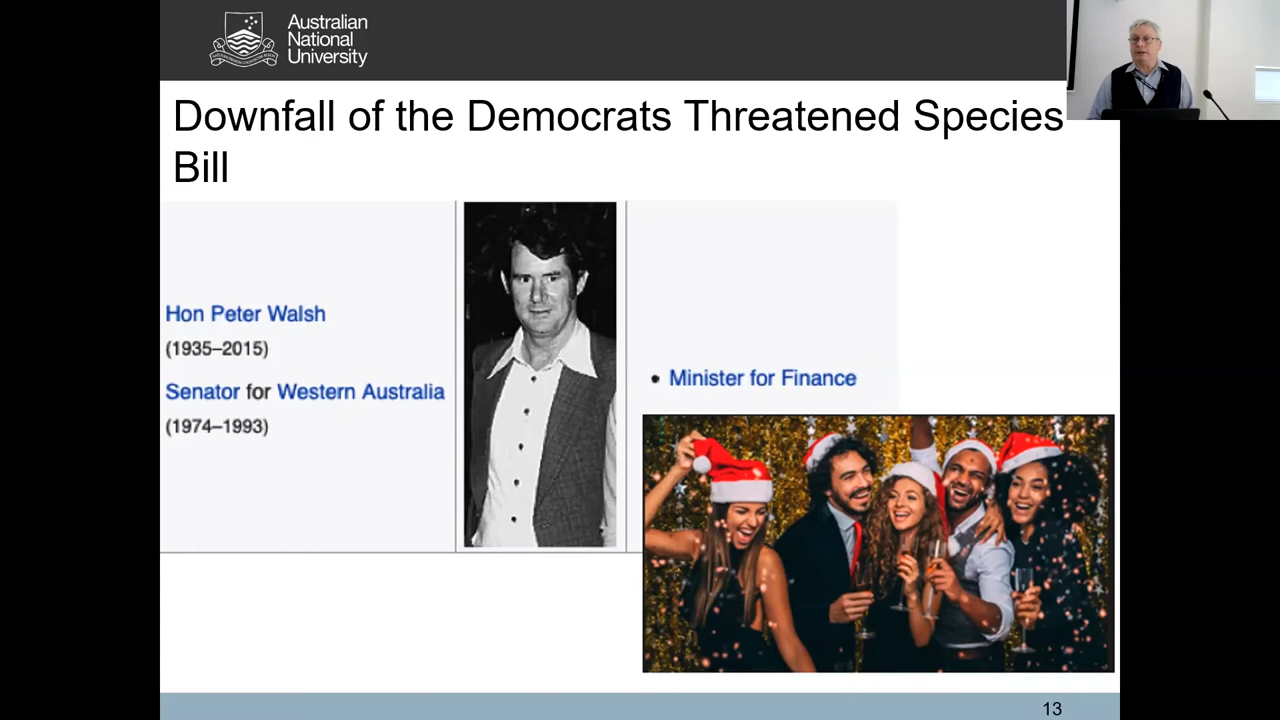 Australian
National
University
Downfall of the Democrats Threatened Species
Bill
Hon Peter Walsh
(1935–2015)
Senator for Western Australia
(1974–1993)
• Minister for Finance
13